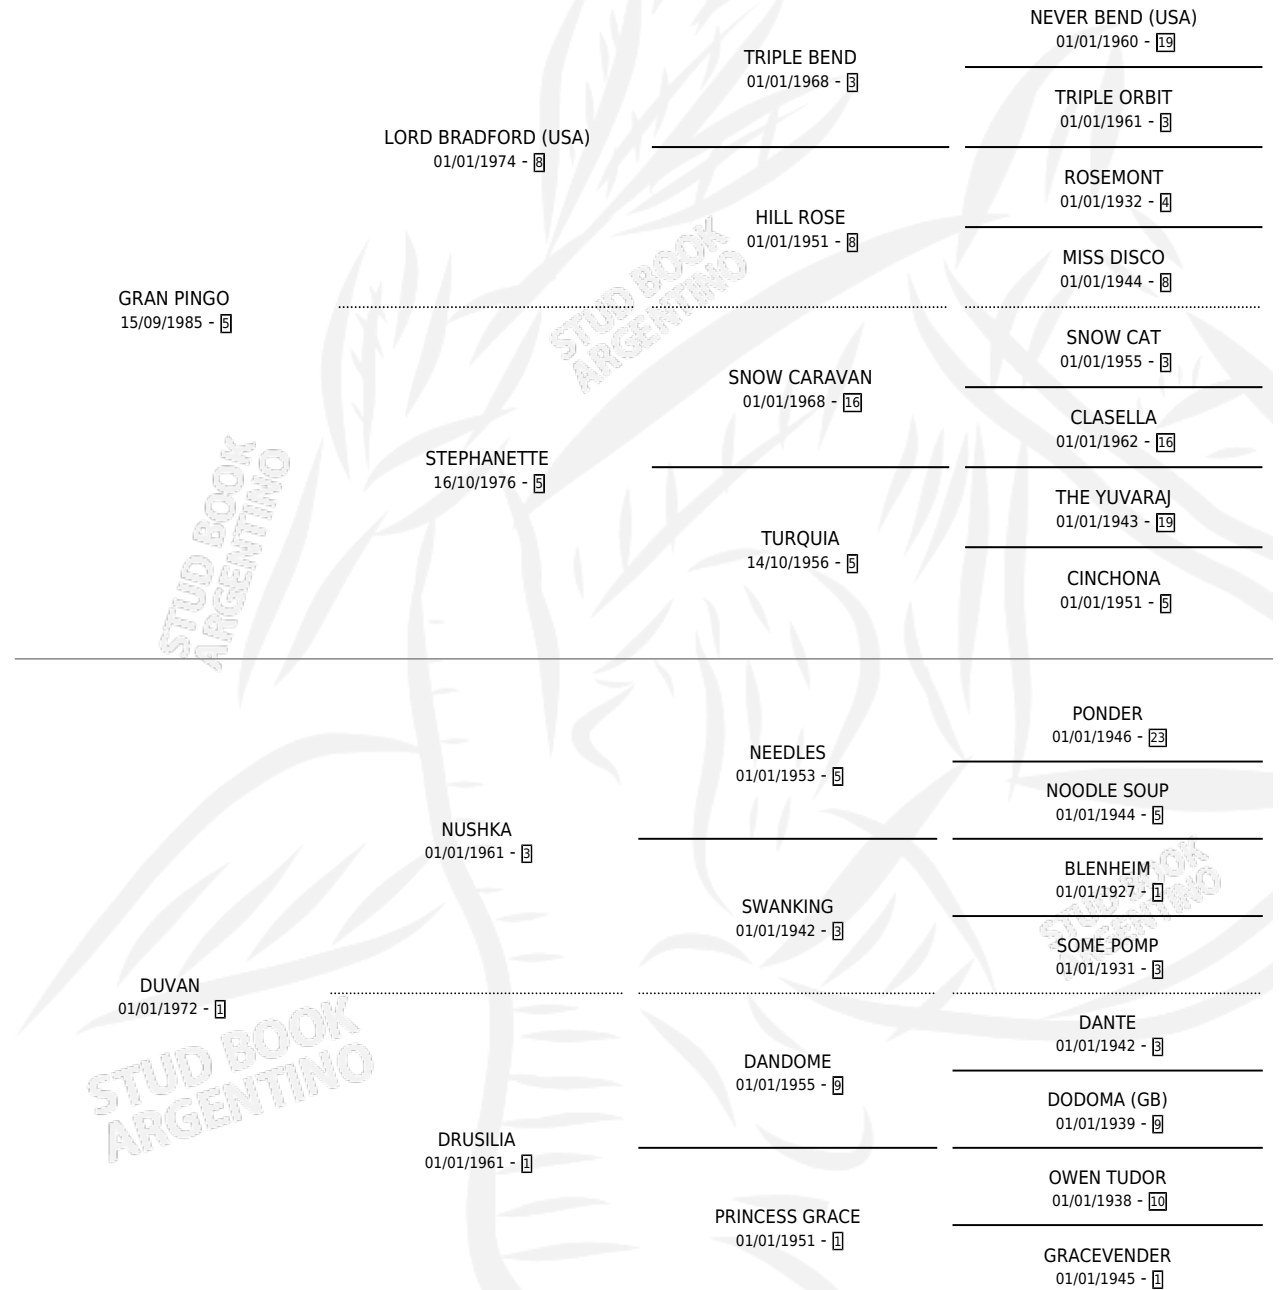 NEVER BEND (USA)
01/01/1960 - 19
TRIPLE BEND
01/01/1968 - 3
TRIPLE ORBIT
01/01/1961 - 3
LORD BRADFORD (USA)
01/01/1974 - 8
ROSEMONT
01/01/1932 - 4
HILL ROSE
01/01/1951 - 8
MISS DISCO
01/01/1944 - 8
GRAN PINGO
15/09/1985 - 5
STUD BOOK
ARGENTINO
SNOW CAT
01/01/1955 - 3
SNOW CARAVAN
01/01/1968 - 16
CLASELLA
01/01/1962 - 16
STEPHANETTE
16/10/1976 - 5
THE YUVARAJ
01/01/1943 - 19
TURQUIA
14/10/1956 - 5
CINCHONA
01/01/1951 - 5
STUD BOOK
ARGENTINO
PONDER
01/01/1946 - 23
NEEDLES
01/01/1953 - 5
NOODLE SOUP
01/01/1944 - 5
NUSHKA
01/01/1961 - 3
BLENHEIM
01/01/1927 - 1
SWANKING
01/01/1942 - 3
SOME POMP
01/01/1931 - 3
STUD BOOK
ARGENTINO
DUVAN
01/01/1972 - 1
DANTE
01/01/1942 - 3
DANDOME
01/01/1955 - 9
DODOMA (GB)
01/01/1939 - 9
STUD BOOK
ARGENTINO
DRUSILIA
01/01/1961 - 1
OWEN TUDOR
01/01/1938 - 10
PRINCESS GRACE
01/01/1951 - 1
GRACEVENDER
01/01/1945 - 1